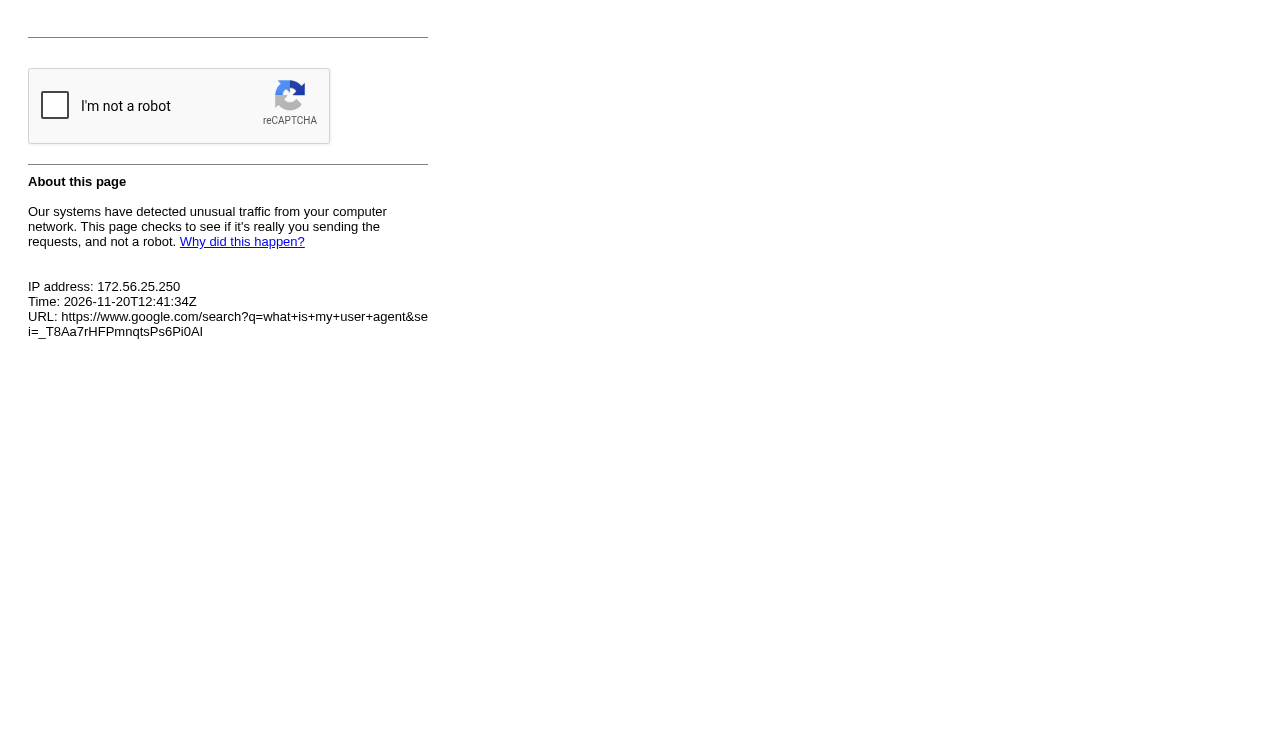 I'm not a robot
reCAPTCHA
About this page
Our systems have detected unusual traffic from your computer
network. This page checks to see if it's really you sending the
requests, and not a robot. Why did this happen?
IP address: 172.56.25.250
Time: 2026-11-20T12:41:34Z
URL: https://www.google.com/search?q=what+is+my+user+agent&se
i=_T8Aa7rHFPmnqtsPs6Pi0AI